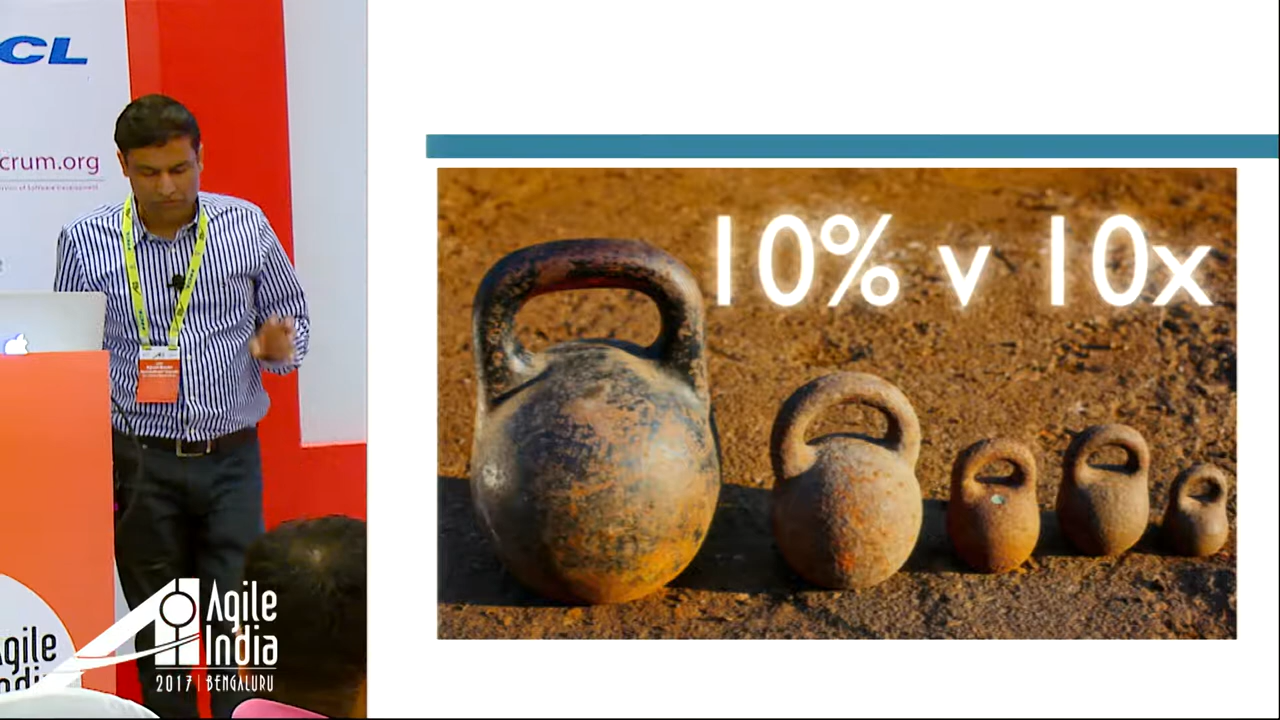 CL
crum.org
10% v 10x
Agile
India
2017 | BENGALURU
gile